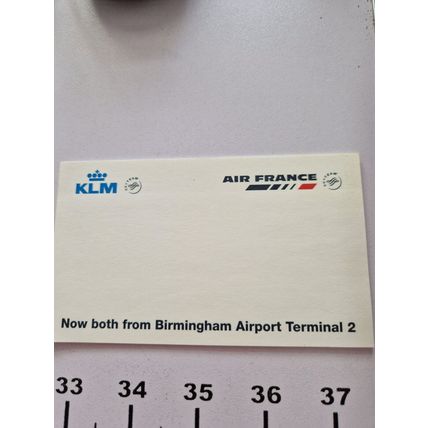 KLM
AIR FRANCE
Now both from Birmingham Airport Terminal 2
33 34 35 36 37